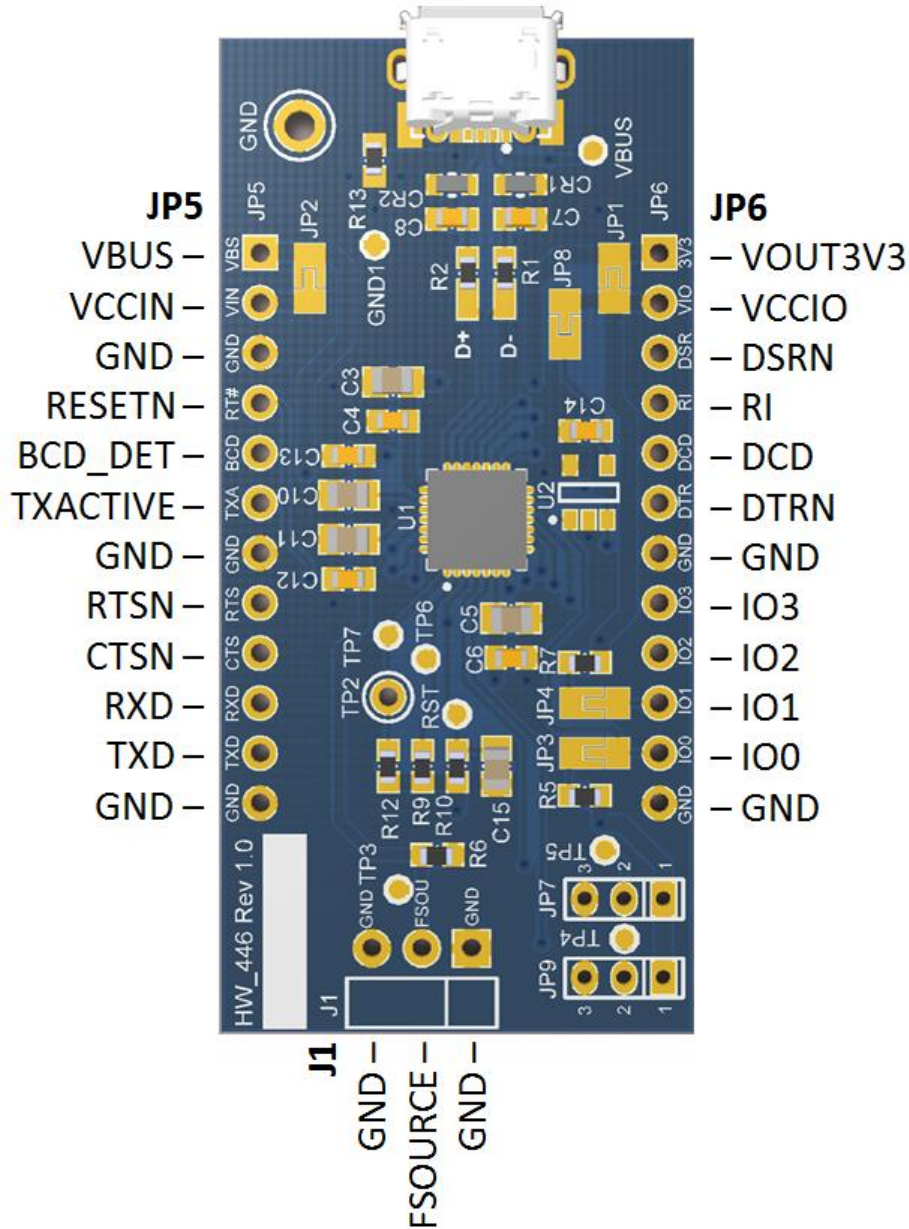 GND
VBUS
R13
CR2
CR1
C8
C7
GND1
R2
R1
D+
D-
JP2
JP8
JP1
JP5
JP5
VBUS – VBS
VCCIN – VIN
GND – GND
RESETN – RT#
BCD_DET – BCD
TXACTIVE – TXA
GND – GND
RTSN – RTS
CTSN – CTS
RXD – RXD
TXD – TXD
GND – GND
JP6
JP6
3V3 – VOUT3V3
VIO – VCCIO
DSR – DSRN
RI – RI
DCD – DCD
DTR – DTRN
GND – GND
IO3 – IO3
IO2 – IO2
IO1 – IO1
IO0 – IO0
GND – GND
C3
C4
C13
C10
C11
C12
U1
C14
U2
C5
C6
R7
JP4
JP3
R5
TP7
TP6
TP2
RST
R12
R9
R10
C15
R6
TP3
TP5
JP7
3 2 1
TP4
JP9
3 2 1
GND FSOU GND
HW_446 Rev 1.0
J1
J1
GND –
FSOURCE –
GND –